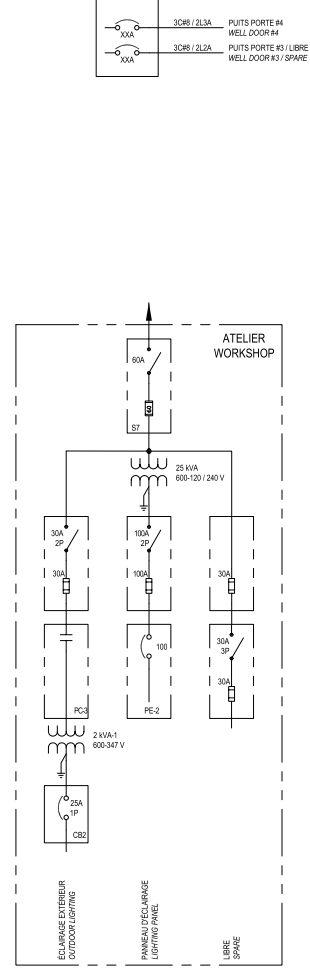 3C#8 / 2L3A
PUITS PORTE #4
WELL DOOR #4
XXA
3C#8 / 2L2A
PUITS PORTE #3 / LIBRE
WELL DOOR #3 / SPARE
XXA
ATELIER
WORKSHOP
60A
60
S7
25 kVA
600-120 / 240 V
30A
2P
30A
100A
2P
100A
30A
30A
3P
30A
100
PC-3
PE-2
2 kVA-1
600-347 V
25A
1P
CB2
ÉCLAIRAGE EXTÉRIEUR
OUTDOOR LIGHTING
PANNEAU D'ÉCLAIRAGE
LIGHTING PANEL
LIBRE
SPARE